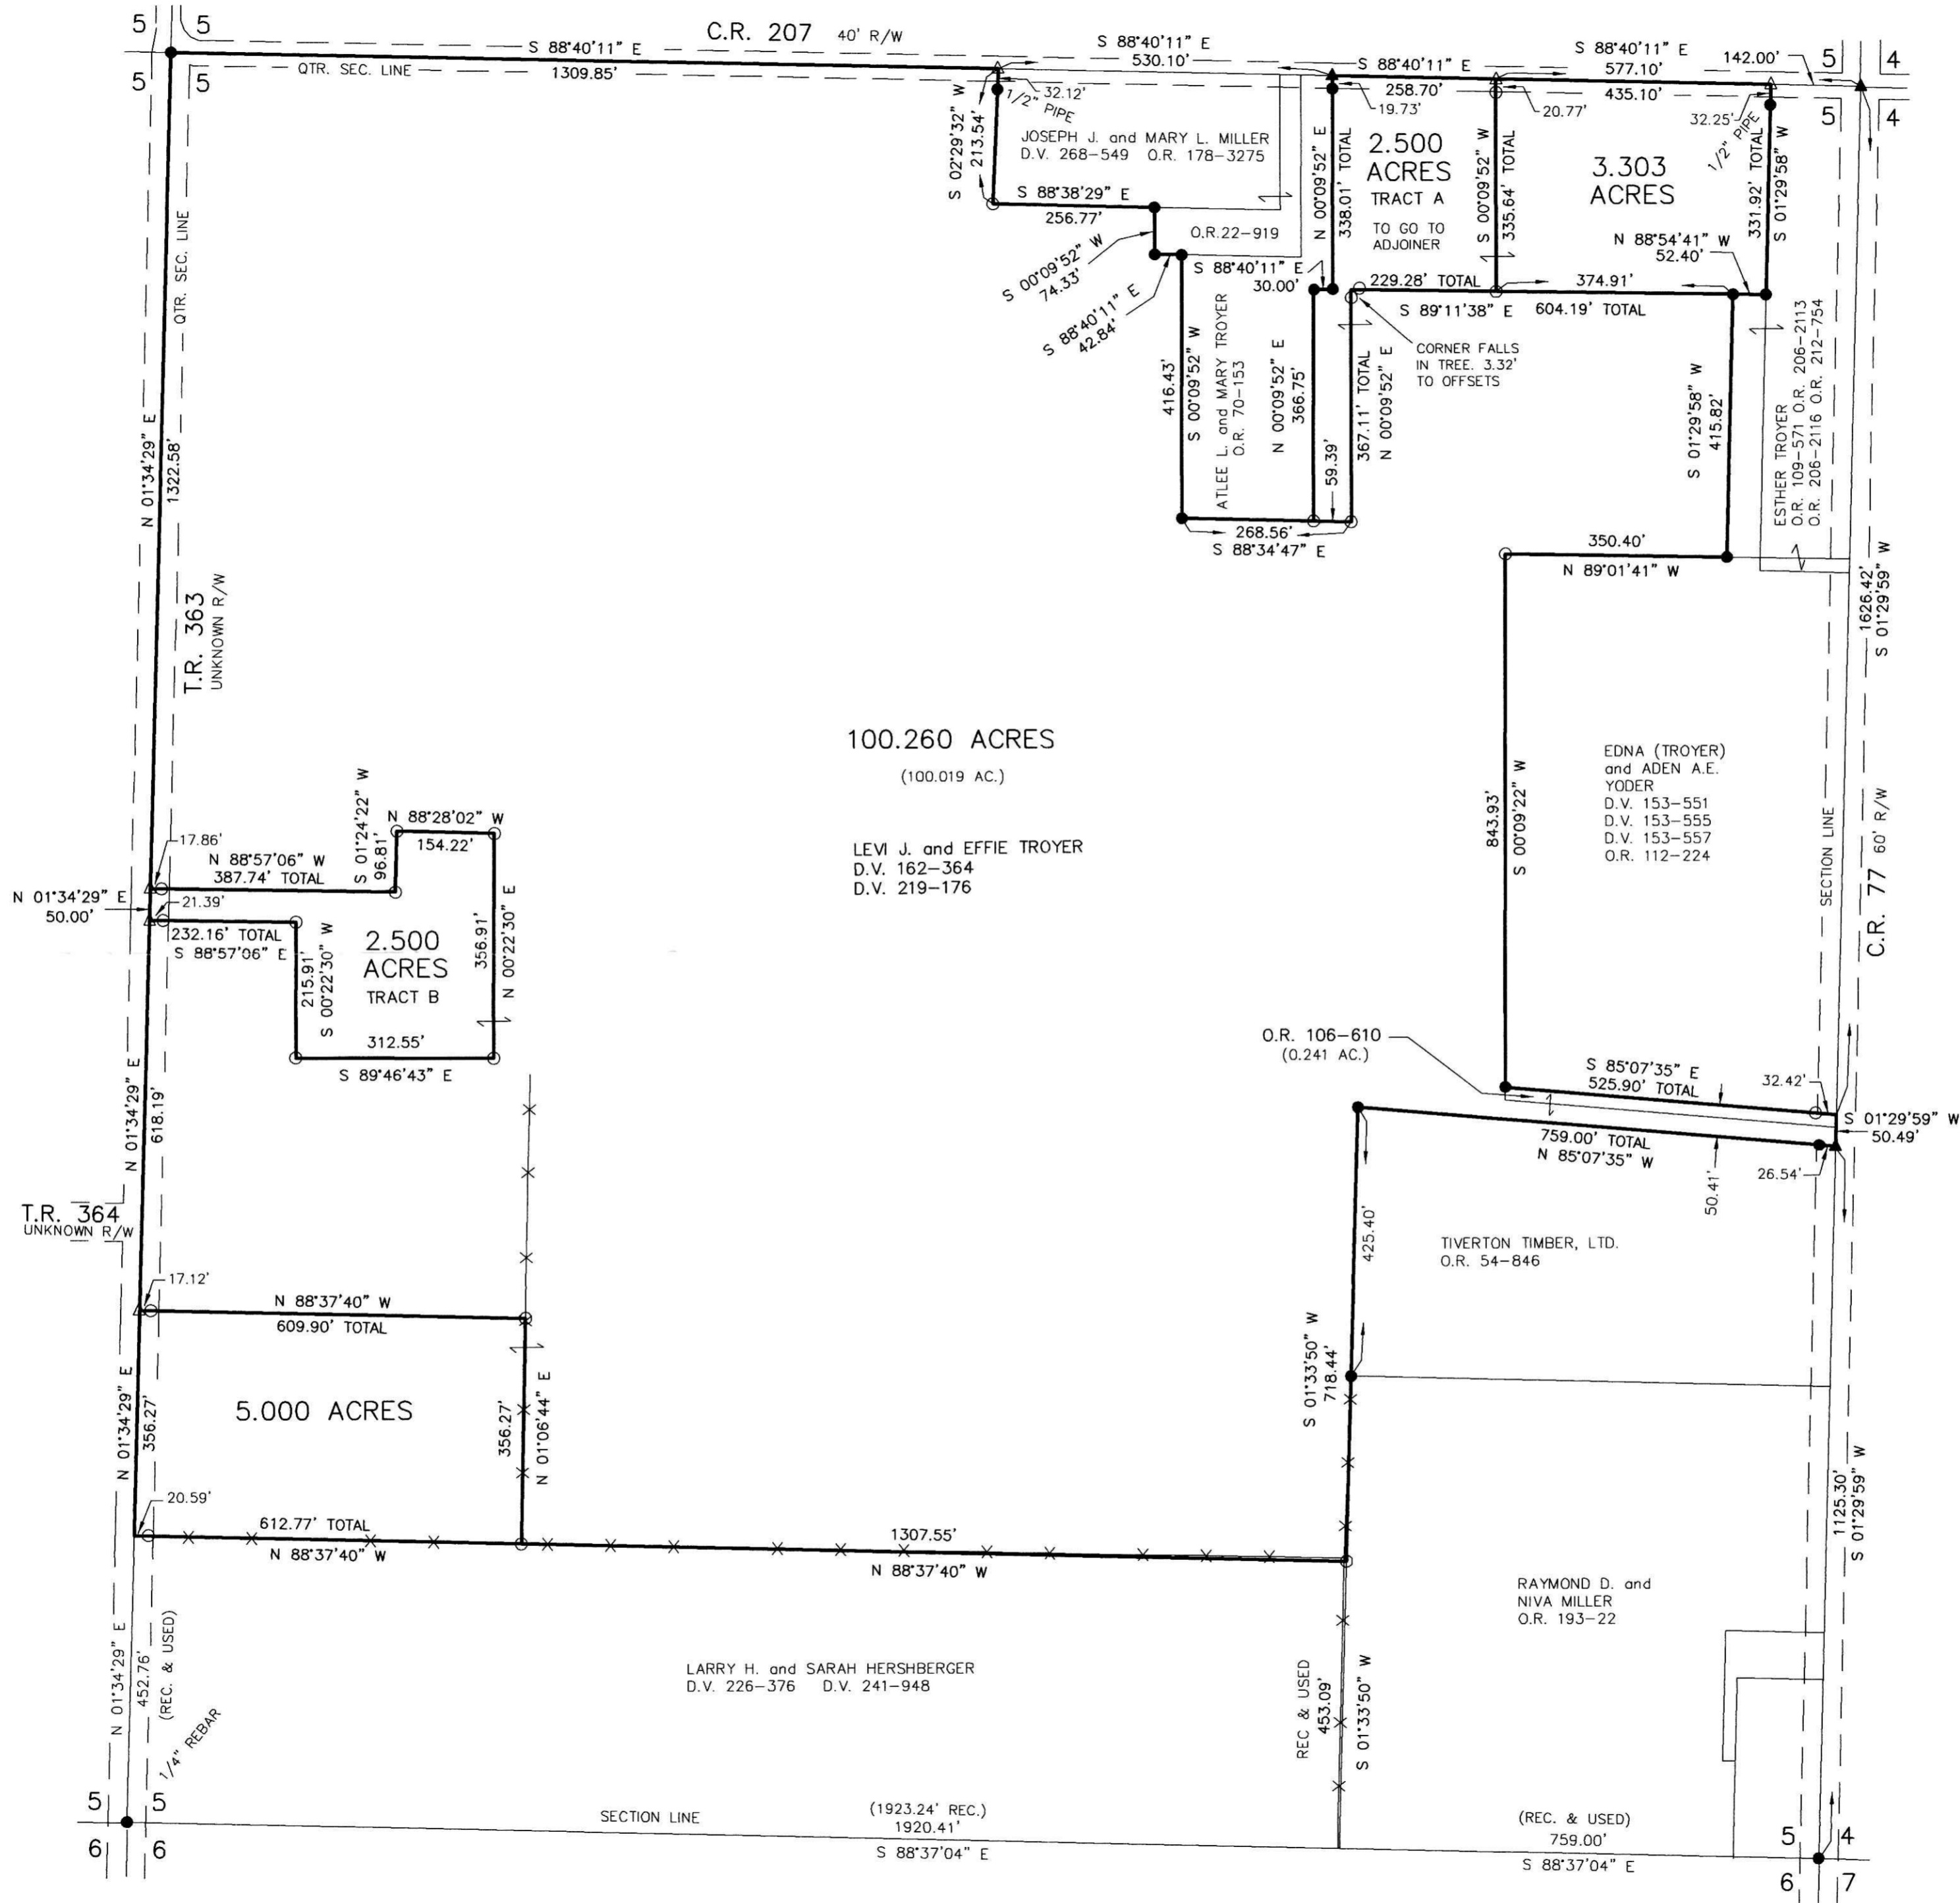 5
5
C.R. 207 40' R/W
S 88°40'11" E
S 88°40'11" E
530.10'
S 88°40'11" E
S 88°40'11" E
577.10'
142.00'
5
4
5
5
QTR. SEC. LINE
1309.85'
258.70'
435.10'
5
4
32.12'
1/2" PIPE
19.73'
20.77'
32.25'
1/2" PIPE
S 02°29'32" W
213.54'
JOSEPH J. and MARY L. MILLER
D.V. 268-549 O.R. 178-3275
N 00°09'52" E
338.01' TOTAL
2.500
ACRES
TRACT A
TO GO TO
ADJOINER
S 00°09'52" W
335.64' TOTAL
3.303
ACRES
331.92' TOTAL
S 01°29'58" W
S 88°38'29" E
256.77'
O.R.22-919
N 88°54'41" W
52.40'
QTR. SEC. LINE
S 00°09'52" W
74.33'
S 88°40'11" E
42.84'
S 88°40'11" E
30.00'
229.28' TOTAL
374.91'
S 89°11'38" E
604.19' TOTAL
416.43'
S 00°09'52" W
ATLEE L. and MARY TROYER
O.R. 70-153
N 00°09'52" E
366.75'
59.39'
367.11' TOTAL
N 00°09'52" E
CORNER FALLS
IN TREE. 3.32'
TO OFFSETS
S 01°29'58" W
415.82'
ESTHER TROYER
O.R. 109-571 O.R. 206-2113
O.R. 206-2116 O.R. 212-754
N 01°34'29" E
1322.58'
268.56'
S 88°34'47" E
350.40'
N 89°01'41" W
1626.42'
S 01°29'59" W
T.R. 363
UNKNOWN R/W
100.260 ACRES
(100.019 AC.)
LEVI J. and EFFIE TROYER
D.V. 162-364
D.V. 219-176
843.93'
S 00°09'22" W
EDNA (TROYER)
and ADEN A.E.
YODER
D.V. 153-551
D.V. 153-555
D.V. 153-557
O.R. 112-224
SECTION LINE
C.R. 77 60' R/W
17.86'
N 88°57'06" W
387.74' TOTAL
S 01°24'22" W
96.81'
N 88°28'02" W
154.22'
N 01°34'29" E
50.00'
21.39'
232.16' TOTAL
S 88°57'06" E
215.91'
S 00°22'30" W
2.500
ACRES
TRACT B
356.91'
N 00°22'30" E
312.55'
S 89°46'43" E
N 01°34'29" E
618.19'
O.R. 106-610
(0.241 AC.)
S 85°07'35" E
525.90' TOTAL
32.42'
S 01°29'59" W
50.49'
759.00' TOTAL
N 85°07'35" W
26.54'
50.41'
T.R. 364
UNKNOWN R/W
425.40'
TIVERTON TIMBER, LTD.
O.R. 54-846
17.12'
N 88°37'40" W
609.90' TOTAL
S 01°33'50" W
718.44'
N 01°34'29" E
356.27'
5.000 ACRES
356.27'
N 01°06'44" E
20.59'
612.77' TOTAL
N 88°37'40" W
1307.55'
N 88°37'40" W
1125.30'
S 01°29'59" W
RAYMOND D. and
NIVA MILLER
O.R. 193-22
N 01°34'29" E
452.76'
(REC. & USED)
1/4" REBAR
LARRY H. and SARAH HERSHBERGER
D.V. 226-376 D.V. 241-948
REC & USED
453.09'
S 01°33'50" W
5
5
6
6
SECTION LINE
(1923.24' REC.)
1920.41'
S 88°37'04" E
(REC. & USED)
759.00'
S 88°37'04" E
5
4
6
7